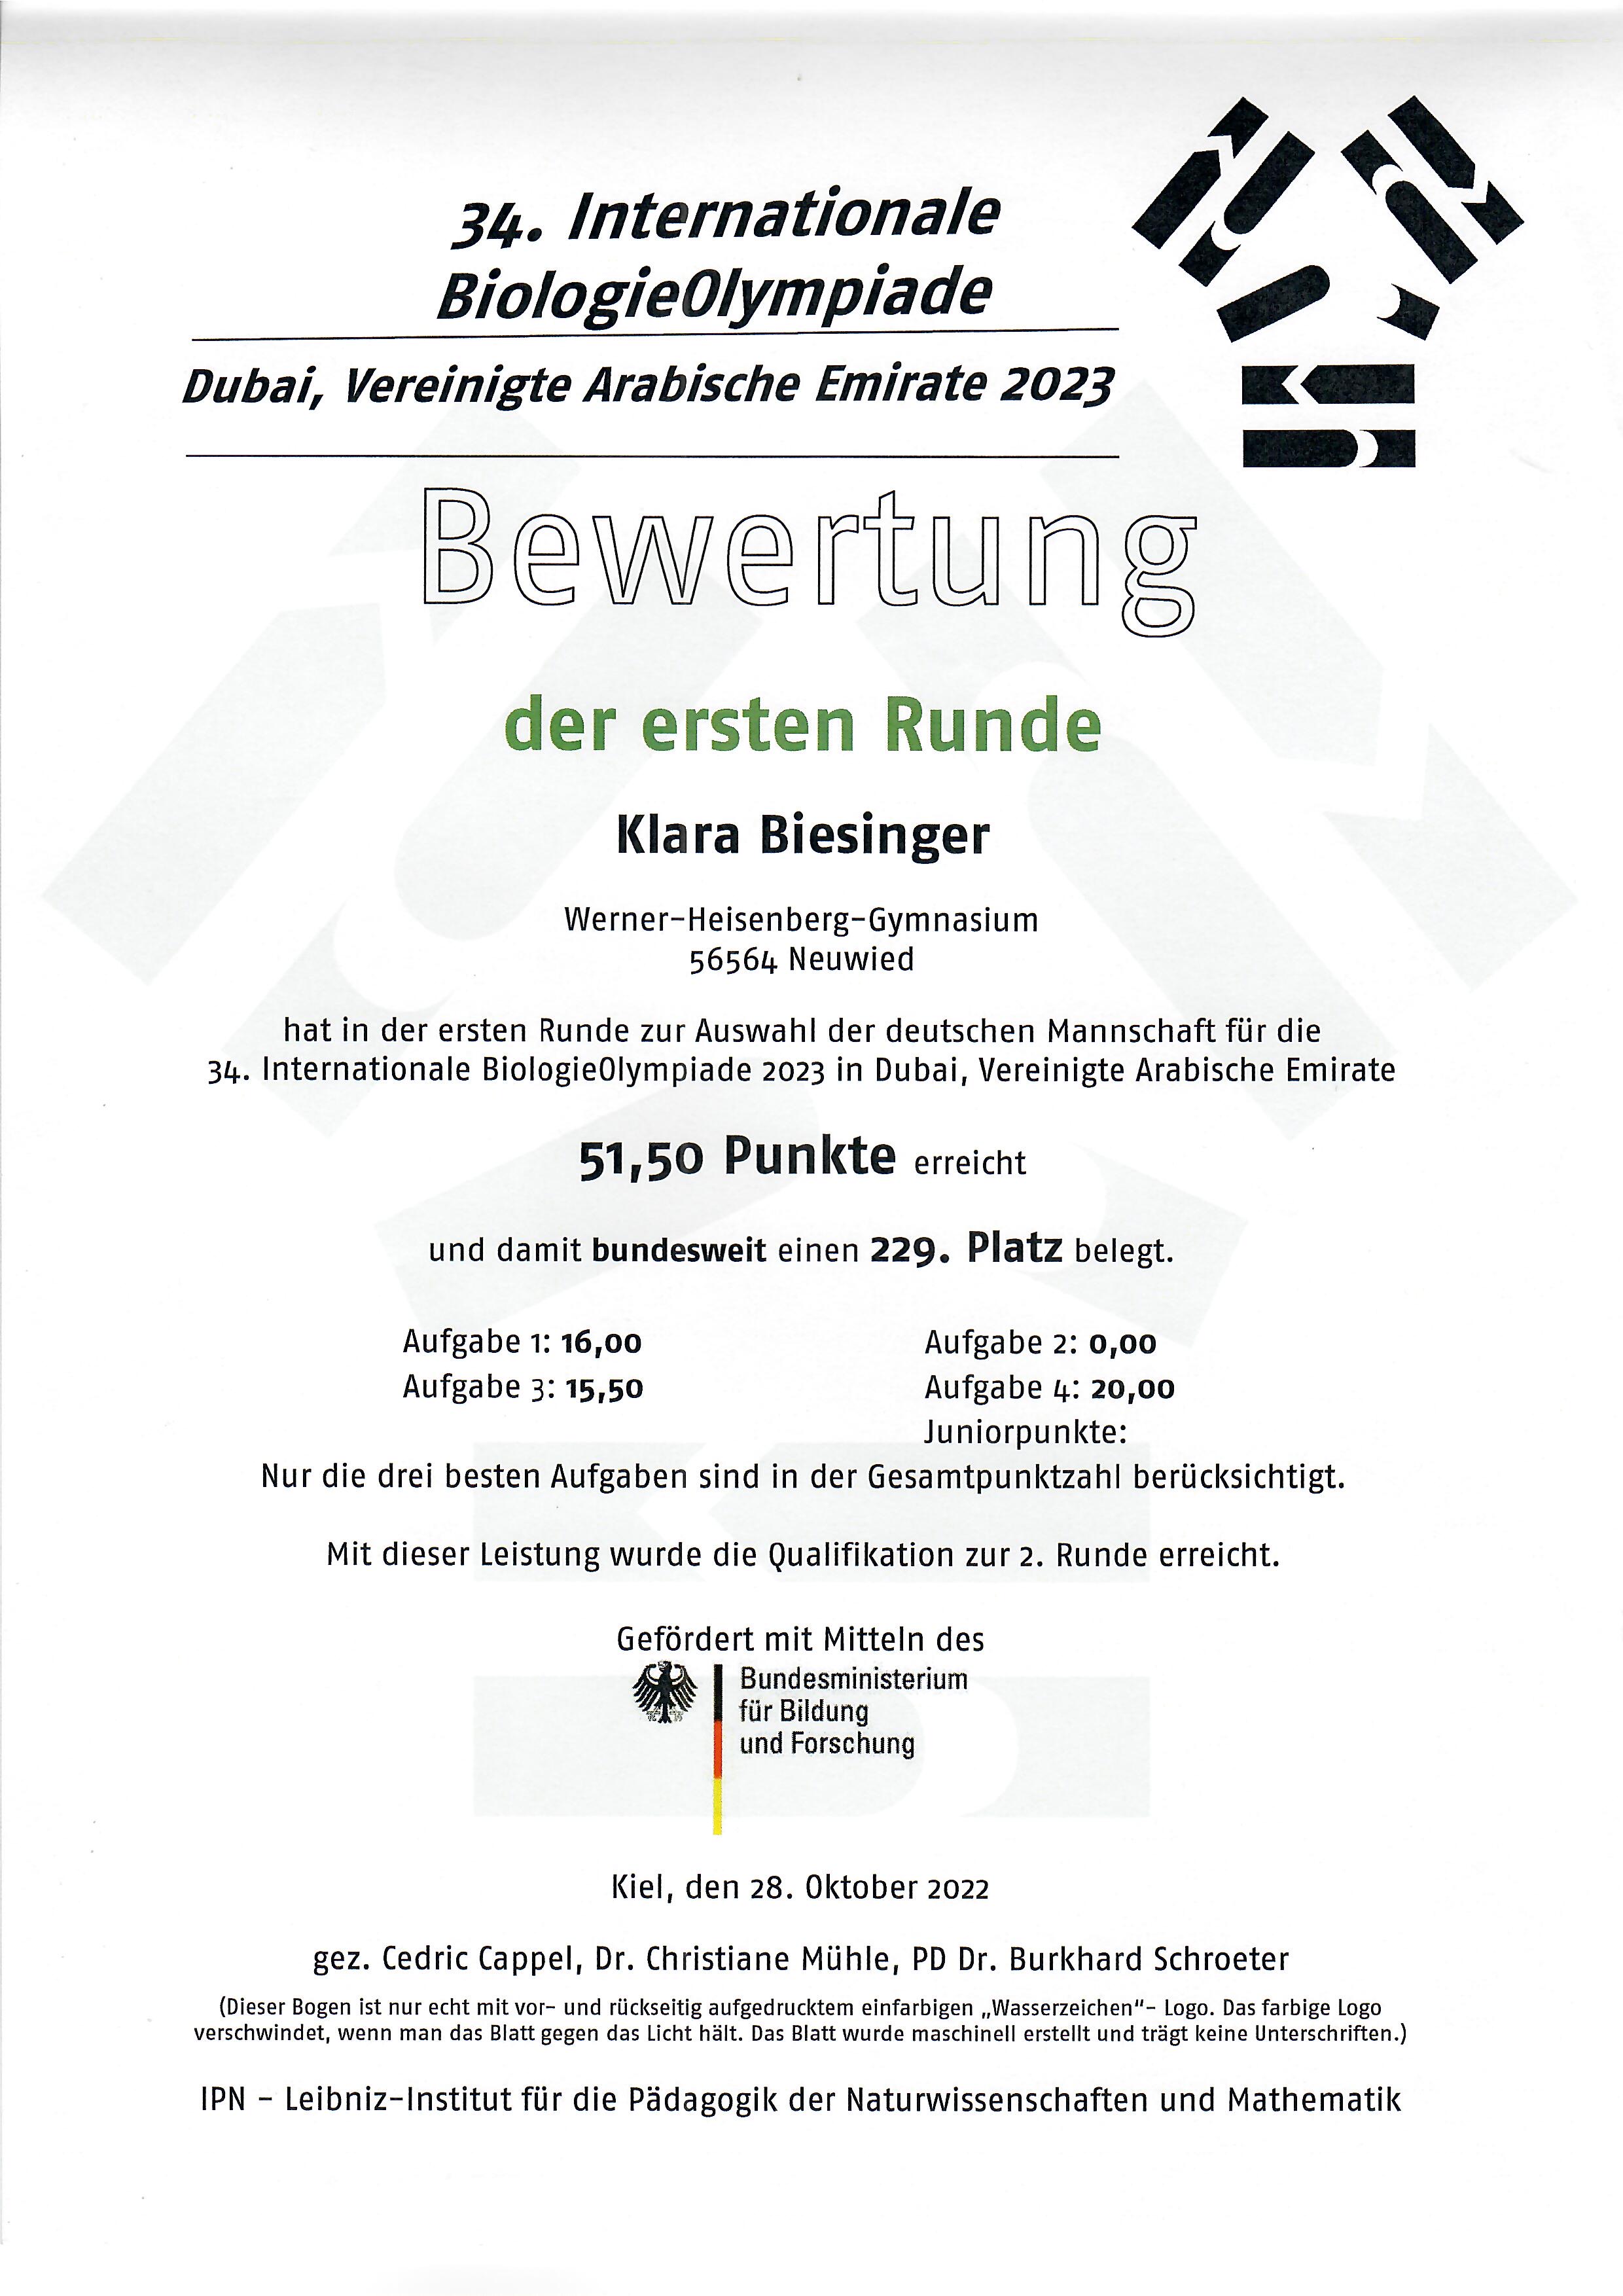 34. Internationale
BiologieOlympiade
Dubai, Vereinigte Arabische Emirate 2023
Bewertung
der ersten Runde
Klara Biesinger
Werner-Heisenberg-Gymnasium
56564 Neuwied
hat in der ersten Runde zur Auswahl der deutschen Mannschaft für die
34. Internationale BiologieOlympiade 2023 in Dubai, Vereinigte Arabische Emirate
51,50 Punkte erreicht
und damit bundesweit einen 229. Platz belegt.
Aufgabe 1: 16,00 Aufgabe 2: 0,00
Aufgabe 3: 15,50 Aufgabe 4: 20,00
Juniorpunkte:
Nur die drei besten Aufgaben sind in der Gesamtpunktzahl berücksichtigt.
Mit dieser Leistung wurde die Qualifikation zur 2. Runde erreicht.
Gefördert mit Mitteln des
Bundesministerium
für Bildung
und Forschung
Kiel, den 28. Oktober 2022
gez. Cedric Cappel, Dr. Christiane Mühle, PD Dr. Burkhard Schroeter
(Dieser Bogen ist nur echt mit vor- und rückseitig aufgedrucktem einfarbigen „Wasserzeichen“- Logo. Das farbige Logo
verschwindet, wenn man das Blatt gegen das Licht hält. Das Blatt wurde maschinell erstellt und trägt keine Unterschriften.)
IPN - Leibniz-Institut für die Pädagogik der Naturwissenschaften und Mathematik